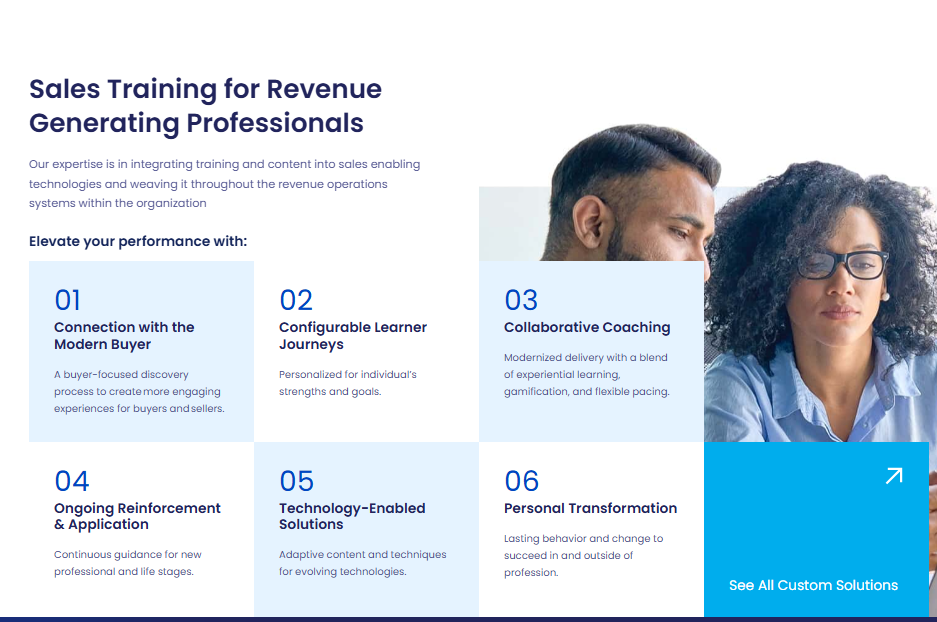 Sales Training for Revenue
Generating Professionals
Our expertise is in integrating training and content into sales enabling
technologies and weaving it throughout the revenue operations
systems within the organization
Elevate your performance with:
01
Connection with the
Modern Buyer
A buyer-focused discovery
process to create more engaging
experiences for buyers and sellers.
02
Configurable Learner
Journeys
Personalized for individual's
strengths and goals.
03
Collaborative Coaching
Modernized delivery with a blend
of experiential learning,
gamification, and flexible pacing.
04
Ongoing Reinforcement
& Application
Continuous guidance for new
professional and life stages.
05
Technology-Enabled
Solutions
Adaptive content and techniques
for evolving technologies.
06
Personal Transformation
Lasting behavior and change to
succeed in and outside of
profession.
See All Custom Solutions